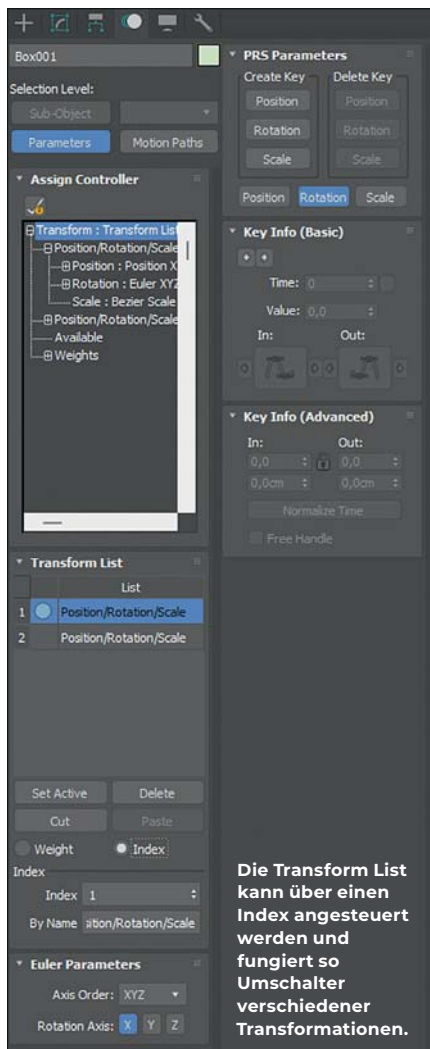 Box001
Selection Level:
Sub-Object
Parameters
Motion Paths
Assign Controller
Transform : Transform List
Position/Rotation/Scale
Position : Position X
Rotation : Euler XYZ
Scale : Bezier Scale
Position/Rotation/Scale
Available
Weights
Transform List
List
1 Position/Rotation/Scale
2 Position/Rotation/Scale
Set Active Delete
Cut Paste
Weight Index
Index
Index 1
By Name sition/Rotation/Scale
Euler Parameters
Axis Order: XYZ
Rotation Axis: X Y Z
PRS Parameters
Create Key Delete Key
Position Position
Rotation Rotation
Scale Scale
Position Rotation Scale
Key Info (Basic)
Time: 0
Value: 0,0
In: Out:
Key Info (Advanced)
In: Out:
0,0 0,0
0,0cm 0,0cm
Normalize Time
Free Handle
Die Transform List
kann über einen
Index angesteuert
werden und
fungiert so
Umschalter
verschiedener
Transformationen.